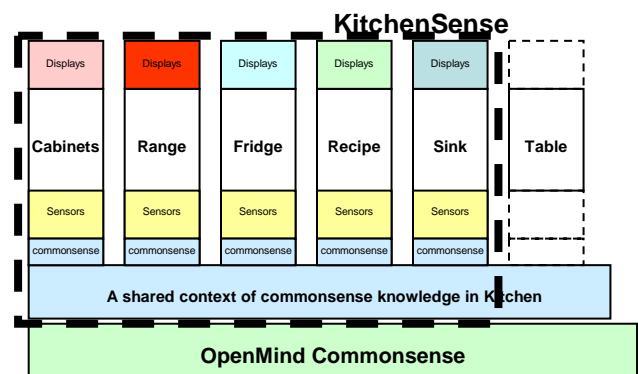 KitchenSense
Displays Displays Displays Displays Displays
Cabinets Range Fridge Recipe Sink Table
Sensors Sensors Sensors Sensors Sensors
commonsense commonsense commonsense commonsense commonsense
A shared context of commonsense knowledge in Kitchen
OpenMind Commonsense